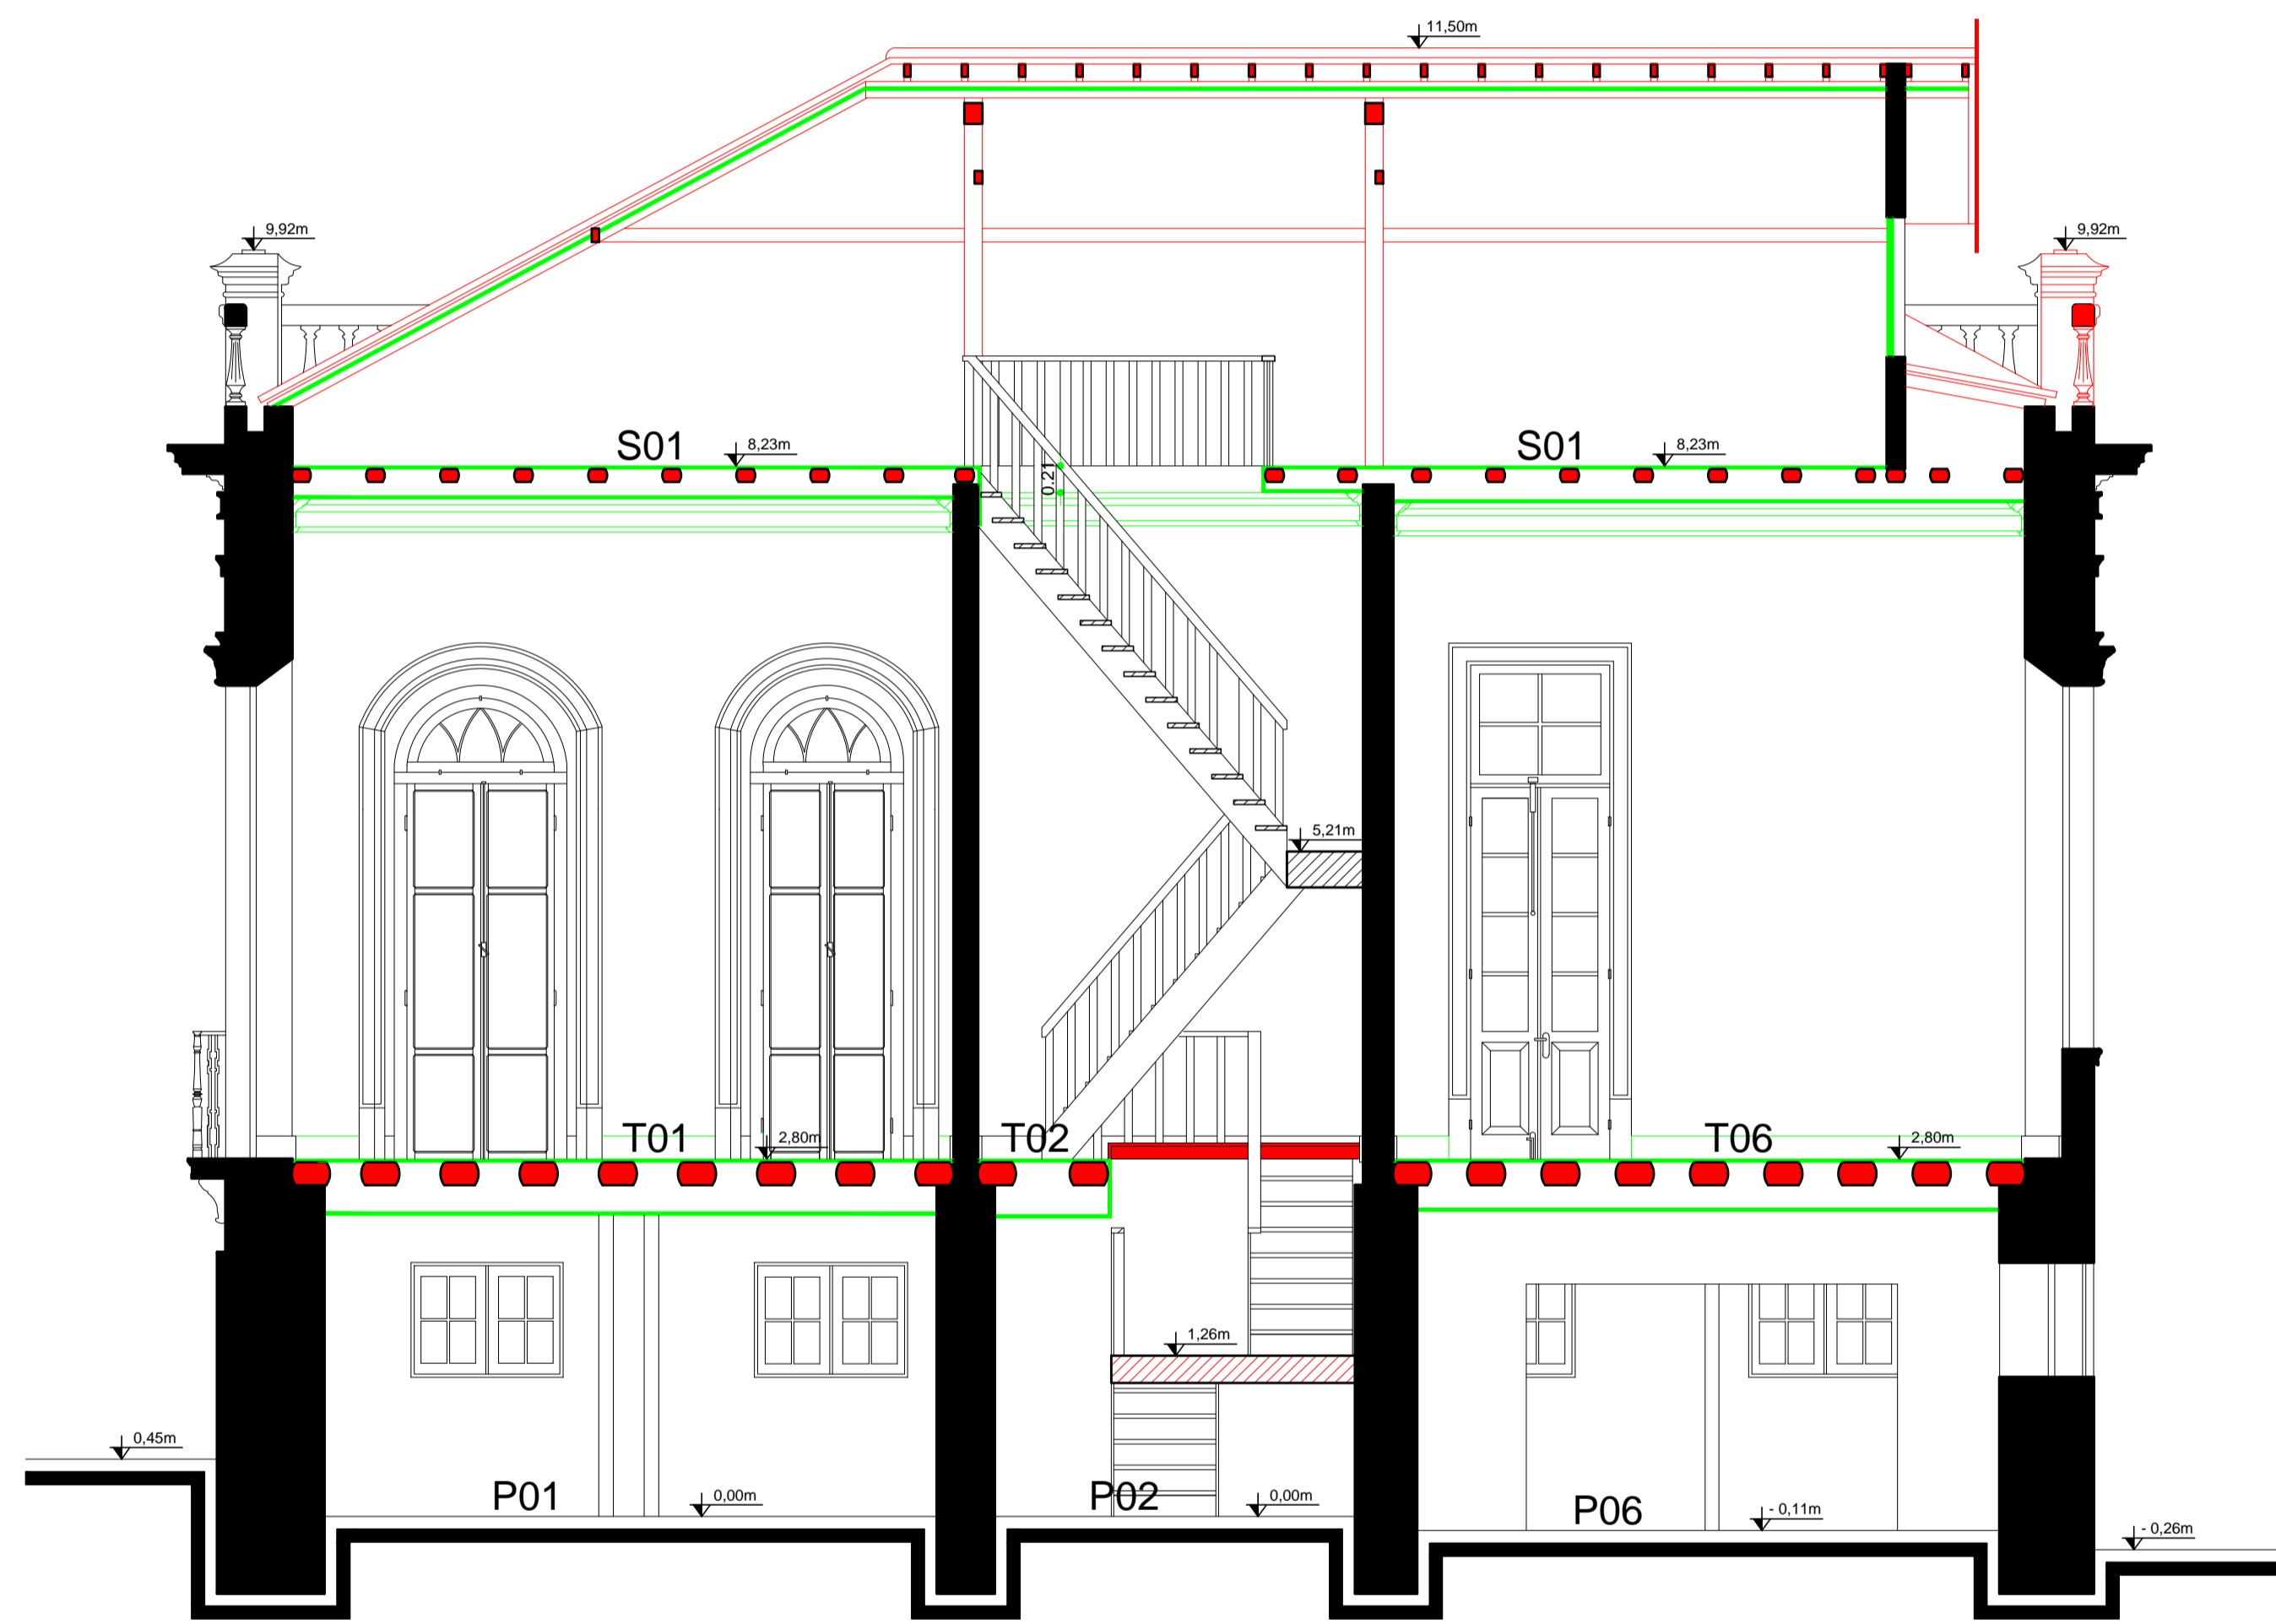 11,50m
9,92m
9,92m
S01
8,23m
S01
8,23m
0.21
5,21m
T01
2,80m
T02
T06
2,80m
1,26m
0,45m
P01
0,00m
P02
0,00m
P06
- 0,11m
- 0,26m